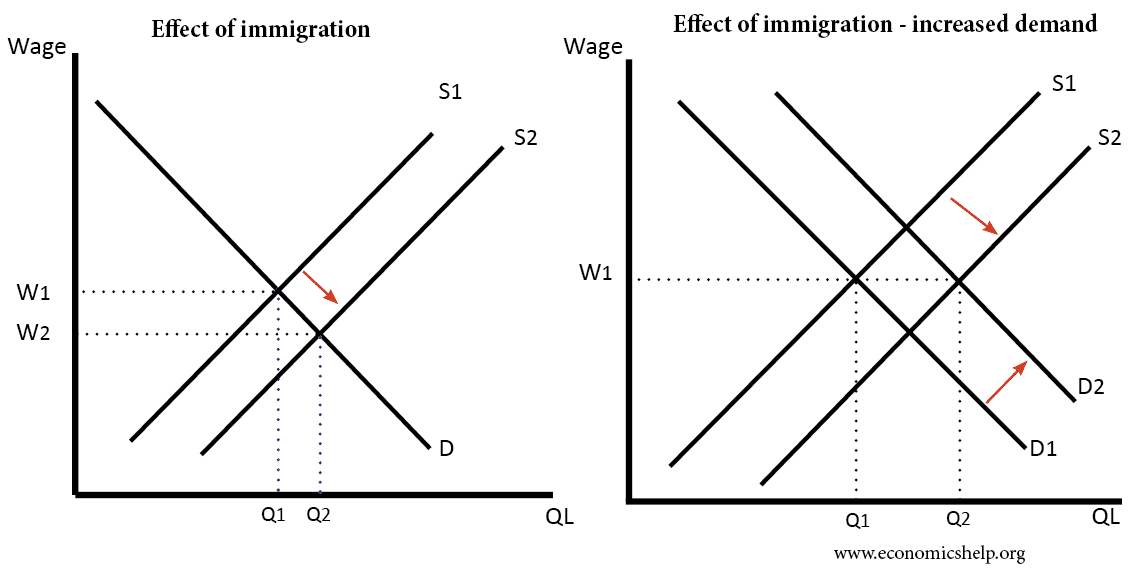 Effect of immigration
Wage
S1
S2
W1
W2
D
Q1
Q2
QL
Effect of immigration - increased demand
Wage
S1
S2
W1
D2
D1
Q1
Q2
QL
www.economicshelp.org